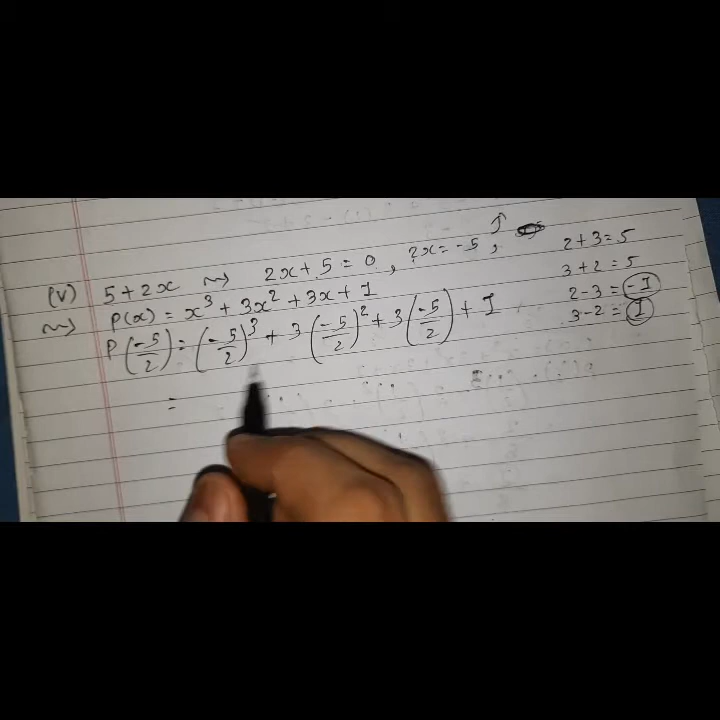 (V) 5+2x ⇝ 2x+5=0, 2x=-5,
⇝ P(x) = x³+3x²+3x+1
P(-5/2) = (-5/2)³ + 3(-5/2)² + 3(-5/2) + 1
=
2+3=5
3+2=5
2-3=-1
3-2=1